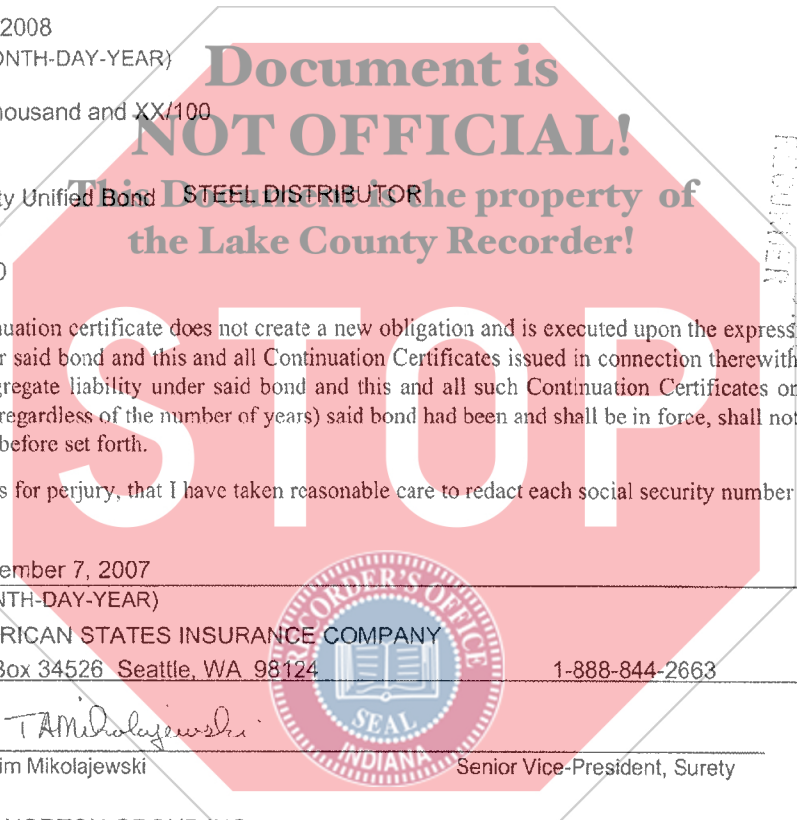 2008
ONTH-DAY-YEAR)
Document is
housand and XX/100
NOT OFFICIAL!
ty Unified Bond STEEL DISTRIBUTOR
This Document is the property of
the Lake County Recorder!
0
nuation certificate does not create a new obligation and is executed upon the express
r said bond and this and all Continuation Certificates issued in connection therewith
gregate liability under said bond and this and all such Continuation Certificates on
regardless of the number of years) said bond had been and shall be in force, shall not
before set forth.
STOP
s for perjury, that I have taken reasonable care to redact each social security number
ember 7, 2007
NTH-DAY-YEAR)
RICAN STATES INSURANCE COMPANY
Box 34526 Seattle, WA 98124 1-888-844-2663
RECORDER'S OFFICE
SEAL
INDIANA
TAMikolajewski
im Mikolajewski Senior Vice-President, Surety